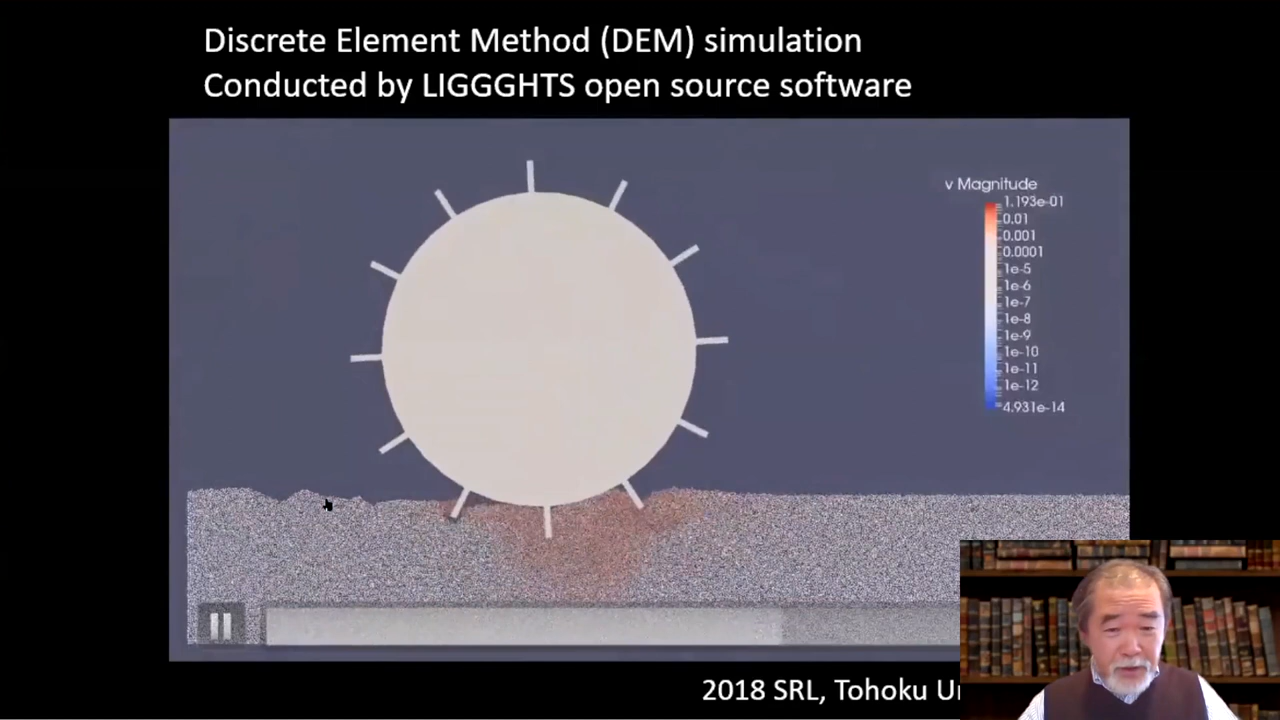 Discrete Element Method (DEM) simulation
Conducted by LIGGGHTS open source software
v Magnitude
1.193e-01
0.01
0.001
0.0001
1e-5
1e-6
1e-7
1e-8
1e-9
1e-10
1e-11
1e-12
4.931e-14
2018 SRL, Tohoku